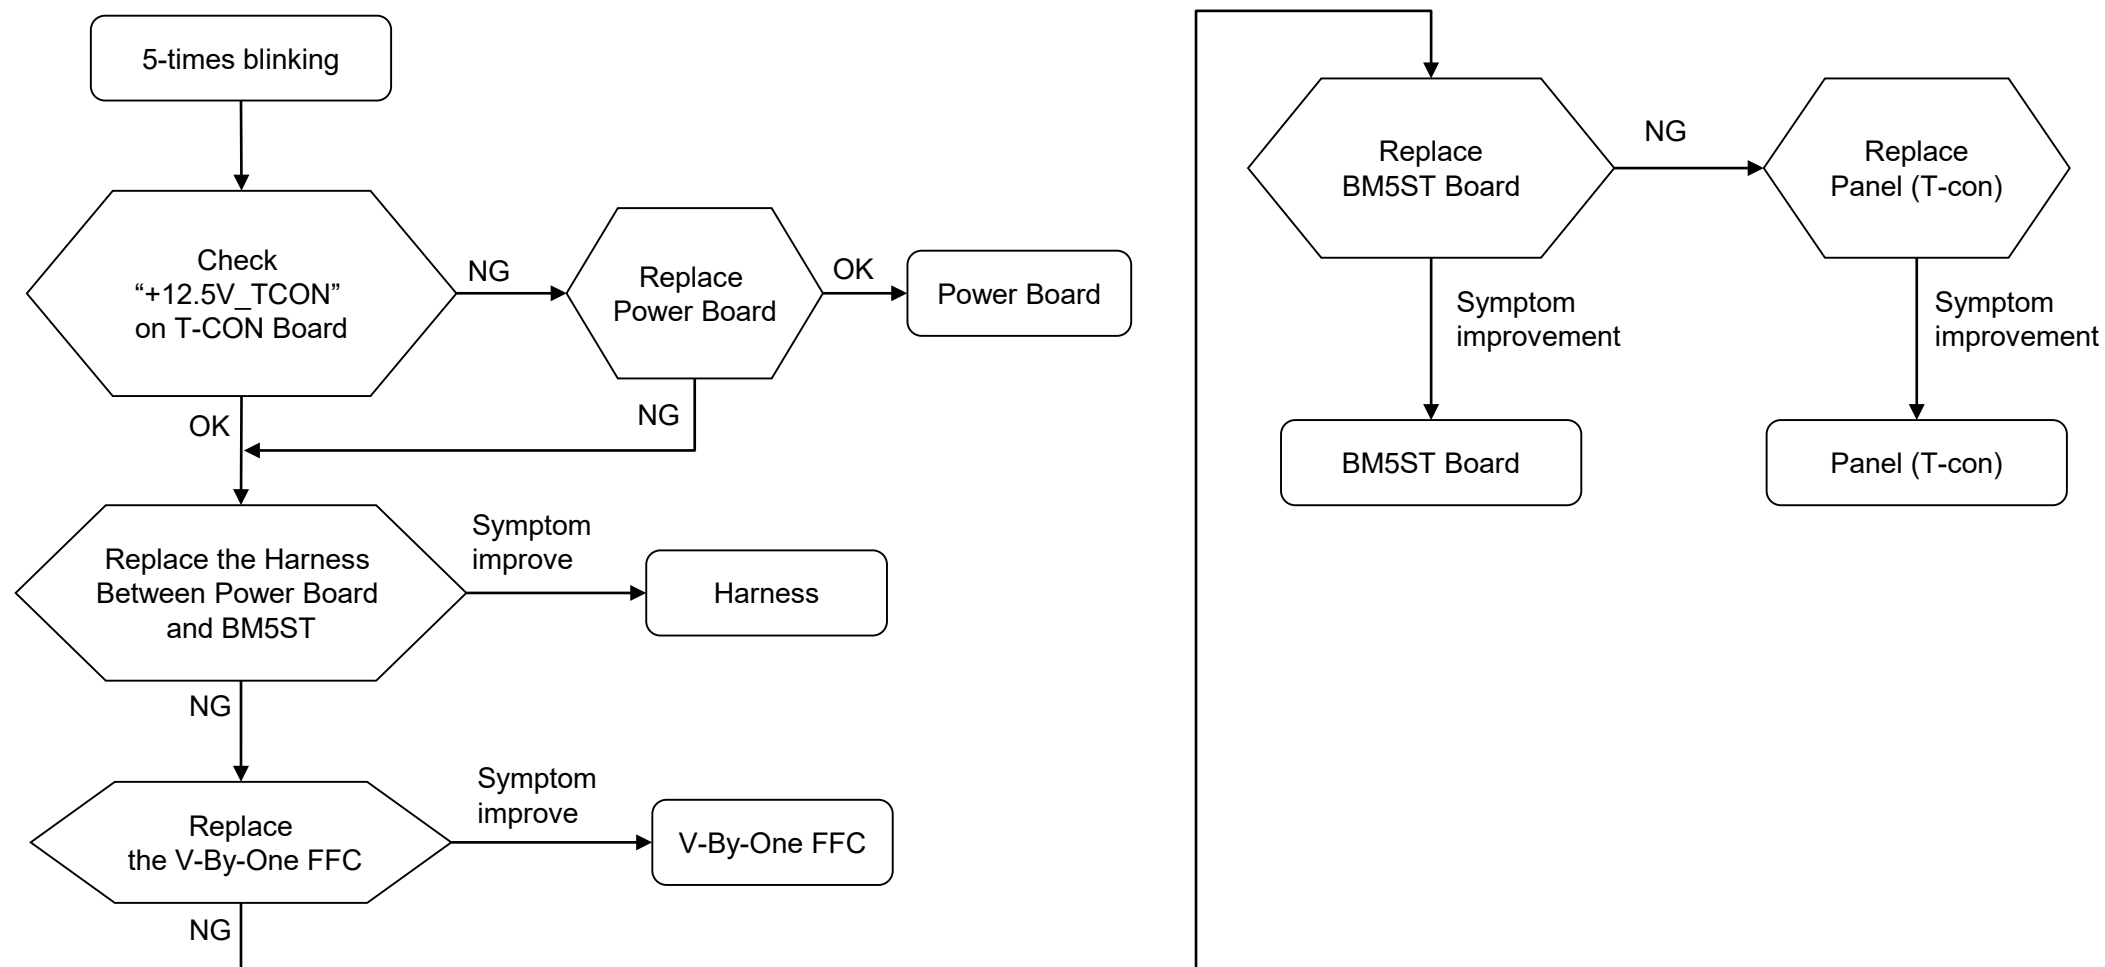 5-times blinking
Check
“+12.5V_TCON”
on T-CON Board
NG
Replace
Power Board
OK
Power Board
OK
NG
Replace the Harness
Between Power Board
and BM5ST
Symptom
improve
Harness
NG
Replace
the V-By-One FFC
Symptom
improve
V-By-One FFC
NG
Replace
BM5ST Board
NG
Replace
Panel (T-con)
Symptom
improvement
Symptom
improvement
BM5ST Board
Panel (T-con)